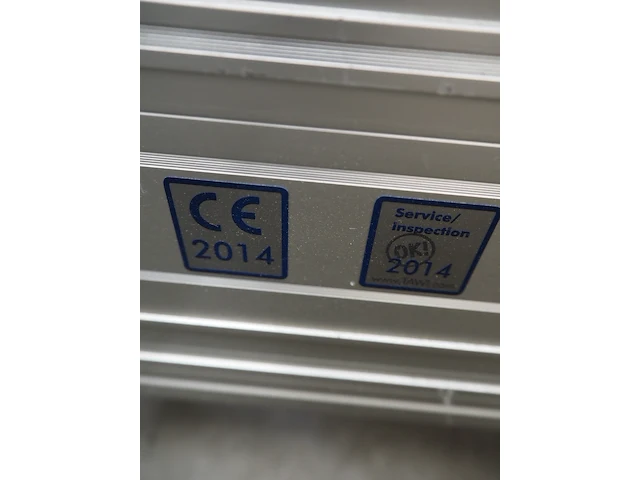 CE
2014
Service/
inspection
OK!
2014